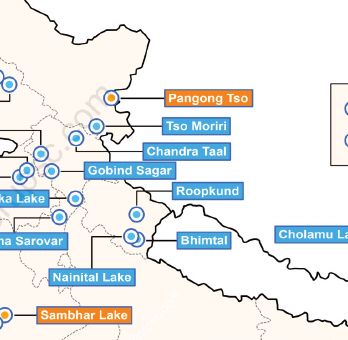 Pangong Tso
Tso Moriri
Chandra Taal
Gobind Sagar
Roopkund
ka Lake
Bhimtal
na Sarovar
Cholamu La
Nainital Lake
Sambhar Lake